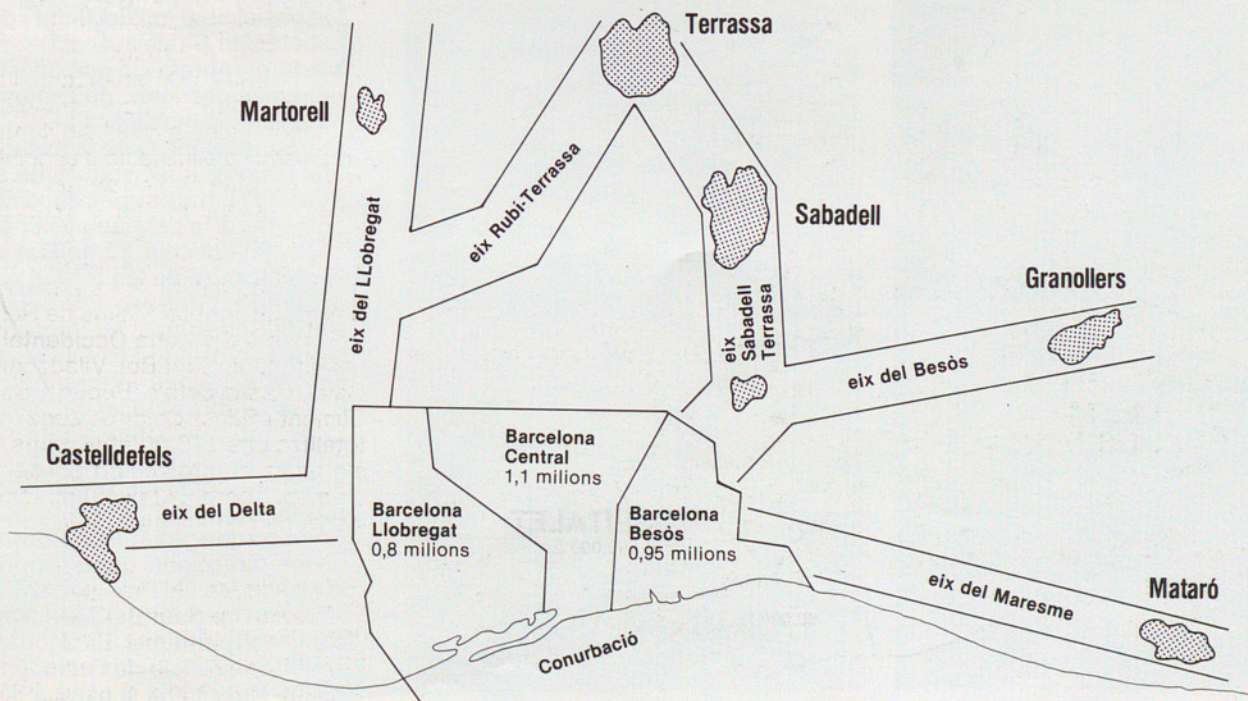 Terrassa
Martorell
eix Rubí-Terrassa
Sabadell
eix del LLobregat
Granollers
eix
Sabadell
Terrassa
eix del Besòs
Castelldefels
Barcelona
Central
1,1 milions
eix del Delta
Barcelona
Llobregat
0,8 milions
Barcelona
Besòs
0,95 milions
eix del Maresme
Mataró
Conurbació